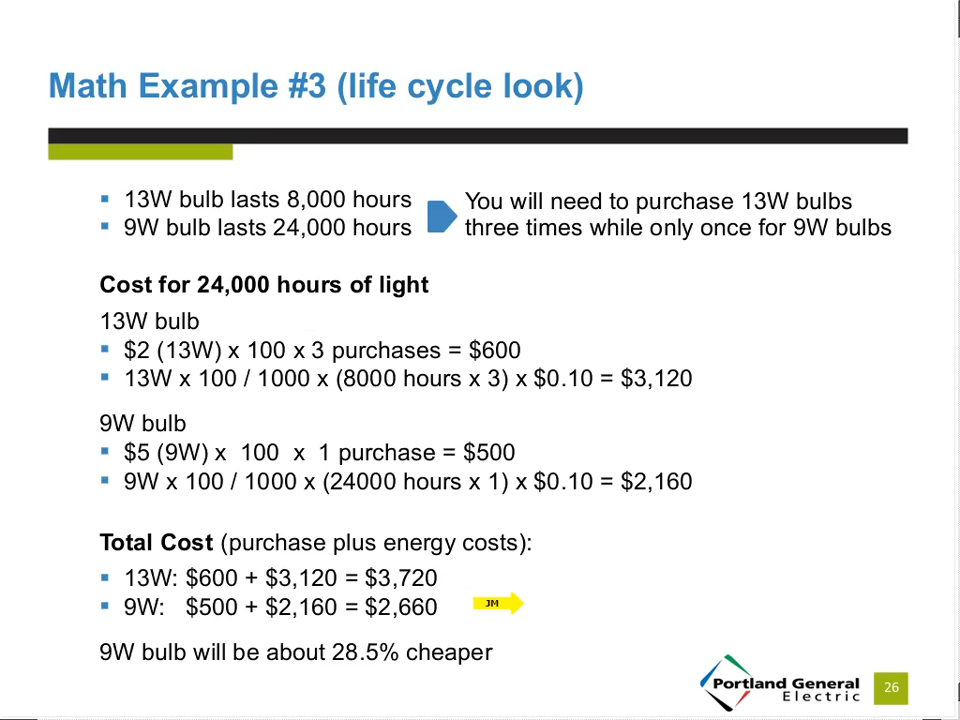 Math Example #3 (life cycle look)
13W bulb lasts 8,000 hours
9W bulb lasts 24,000 hours
You will need to purchase 13W bulbs
three times while only once for 9W bulbs
Cost for 24,000 hours of light
13W bulb
$2 (13W) x 100 x 3 purchases = $600
13W x 100 / 1000 x (8000 hours x 3) x $0.10 = $3,120
9W bulb
$5 (9W) x 100 x 1 purchase = $500
9W x 100 / 1000 x (24000 hours x 1) x $0.10 = $2,160
Total Cost (purchase plus energy costs):
13W: $600 + $3,120 = $3,720
9W: $500 + $2,160 = $2,660
JM
9W bulb will be about 28.5% cheaper
Portland General
Electric
26